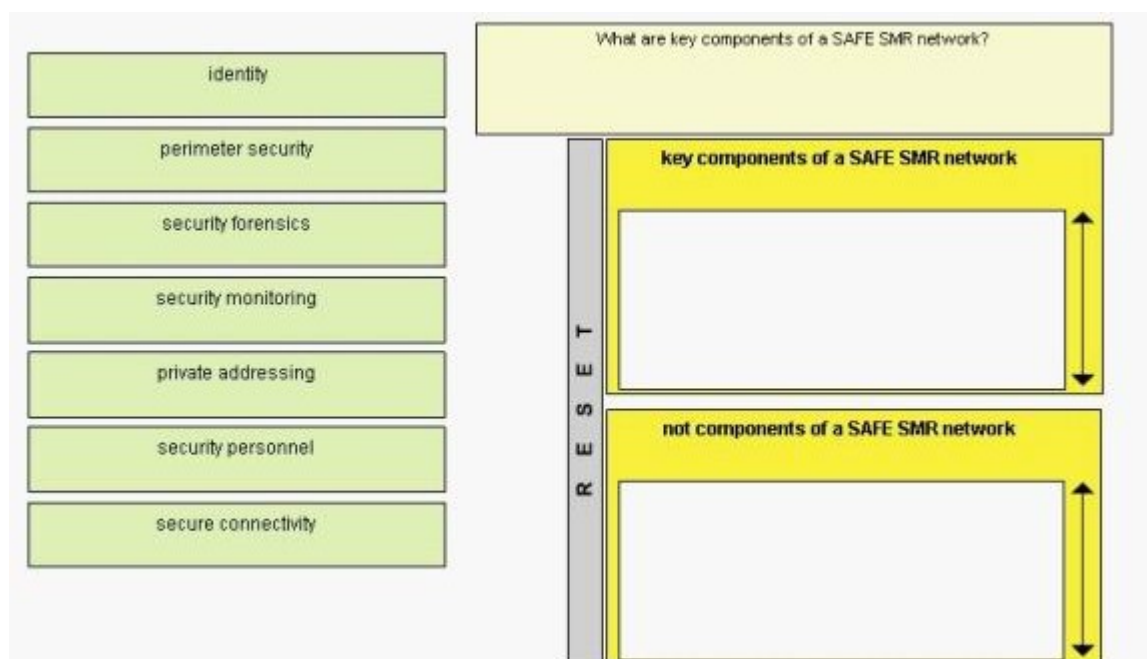 What are key components of a SAFE SMR network?
identity
perimeter security
security forensics
security monitoring
private addressing
security personnel
secure connectivity
RESET
key components of a SAFE SMR network
not components of a SAFE SMR network